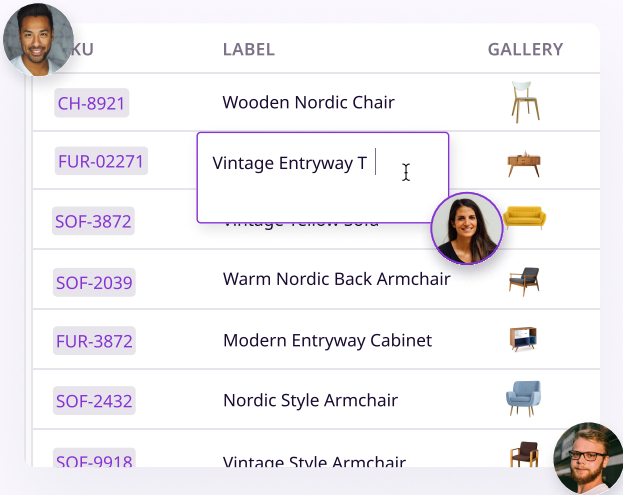 KU LABEL GALLERY
CH-8921 Wooden Nordic Chair
FUR-02271 Vintage Entryway T
SOF-3872 Vintage Yellow Sofa
SOF-2039 Warm Nordic Back Armchair
FUR-3872 Modern Entryway Cabinet
SOF-2432 Nordic Style Armchair
SOF-9918 Vintage Style Armchair